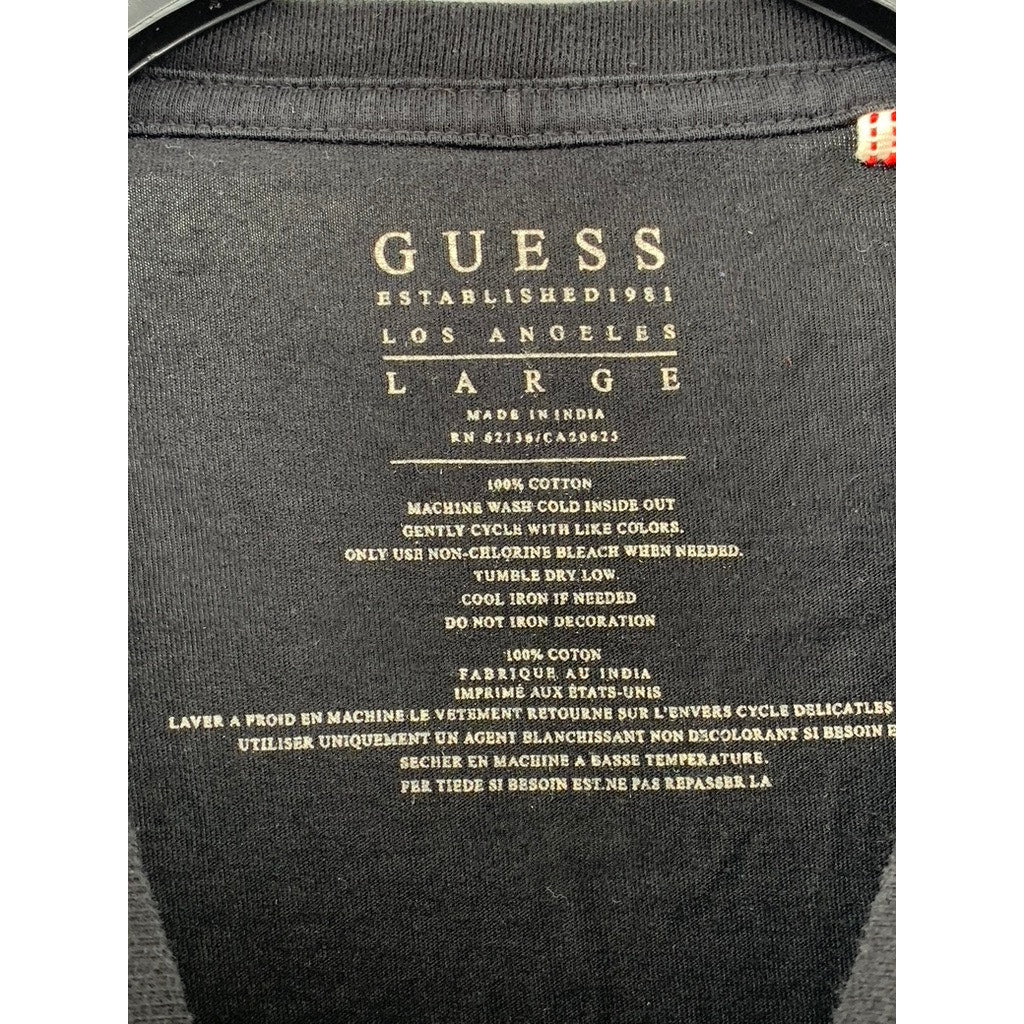 GUESS
ESTABLISHED 1981
LOS ANGELES
LARGE
MADE IN INDIA
RN 62136/CA20625
100% COTTON
MACHINE WASH COLD INSIDE OUT
GENTLY CYCLE WITH LIKE COLORS.
ONLY USE NON-CHLORINE BLEACH WHEN NEEDED.
TUMBLE DRY LOW.
COOL IRON IF NEEDED
DO NOT IRON DECORATION
100% COTON
FABRIQUE AU INDIA
IMPRIMÉ AUX ÉTATS-UNIS
LAVER A FROID EN MACHINE LE VETEMENT RETOURNE SUR L'ENVERS CYCLE DELICATLES
UTILISER UNIQUEMENT UN AGENT BLANCHISSANT NON DECOLORANT SI BESOIN E
SECHER EN MACHINE A BASSE TEMPERATURE.
FER TIEDE SI BESOIN EST.NE PAS REPASSER LA